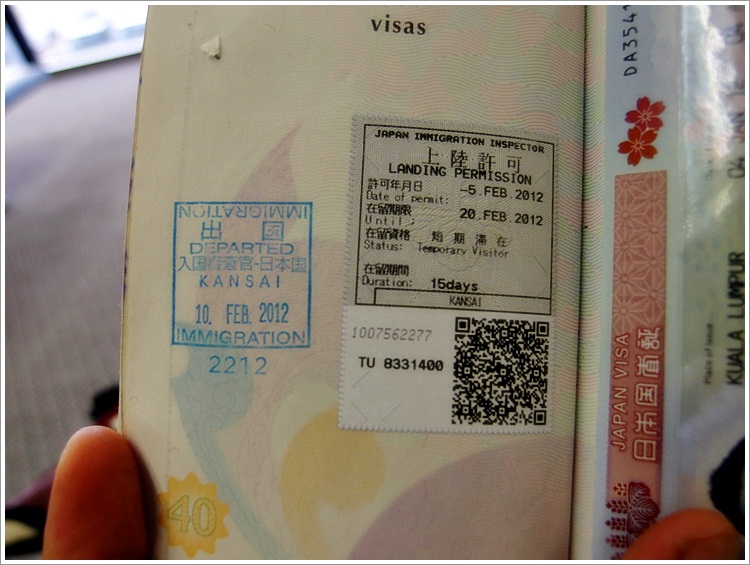 visas
JAPAN IMMIGRATION INSPECTOR
上陸許可
LANDING PERMISSION
許可年月日 -5.FEB.2012
Date of permit:
在留期限 20.FEB.2012
Until:
在留資格 短期滞在
Status: Temporary Visitor
在留期間
Duration: 15days
KANSAI
1007562277
TU 8331400
IMMIGRATION
出国
DEPARTED
入国審査官-日本国
KANSAI
10. FEB. 2012
IMMIGRATION
2212
40
DA3541
JAPAN VISA
日本国査証
Place of issue
KUALA LUMPUR